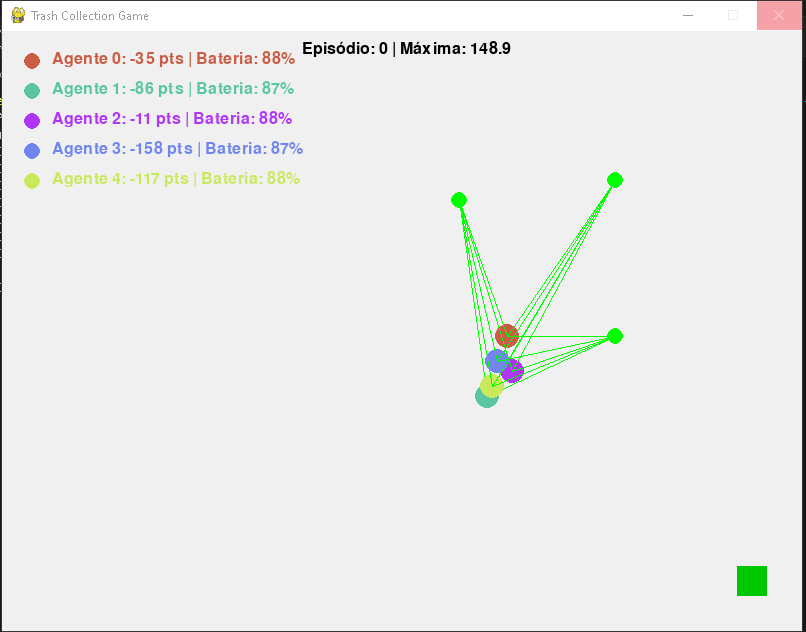 Trash Collection Game
Episódio: 0 | Máxima: 148.9
Agente 0: -35 pts | Bateria: 88%
Agente 1: -86 pts | Bateria: 87%
Agente 2: -11 pts | Bateria: 88%
Agente 3: -158 pts | Bateria: 87%
Agente 4: -117 pts | Bateria: 88%